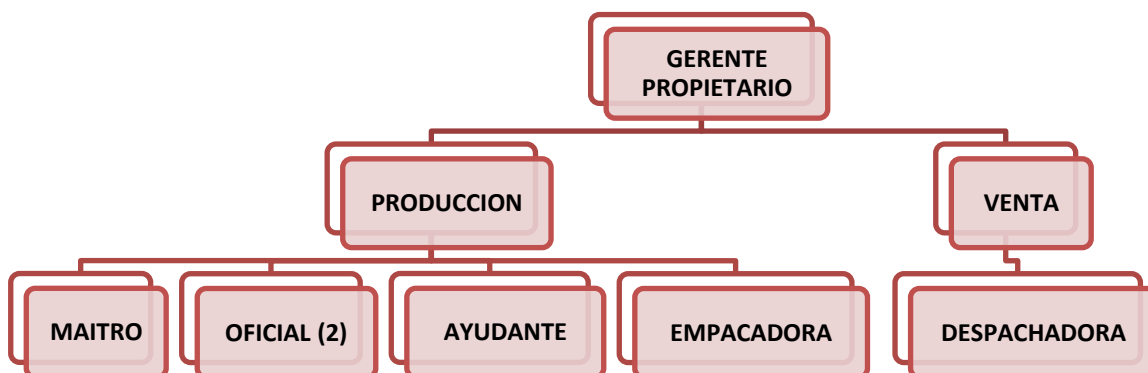 GERENTE
PROPIETARIO
PRODUCCION
VENTA
MAITRO
OFICIAL (2)
AYUDANTE
EMPACADORA
DESPACHADORA